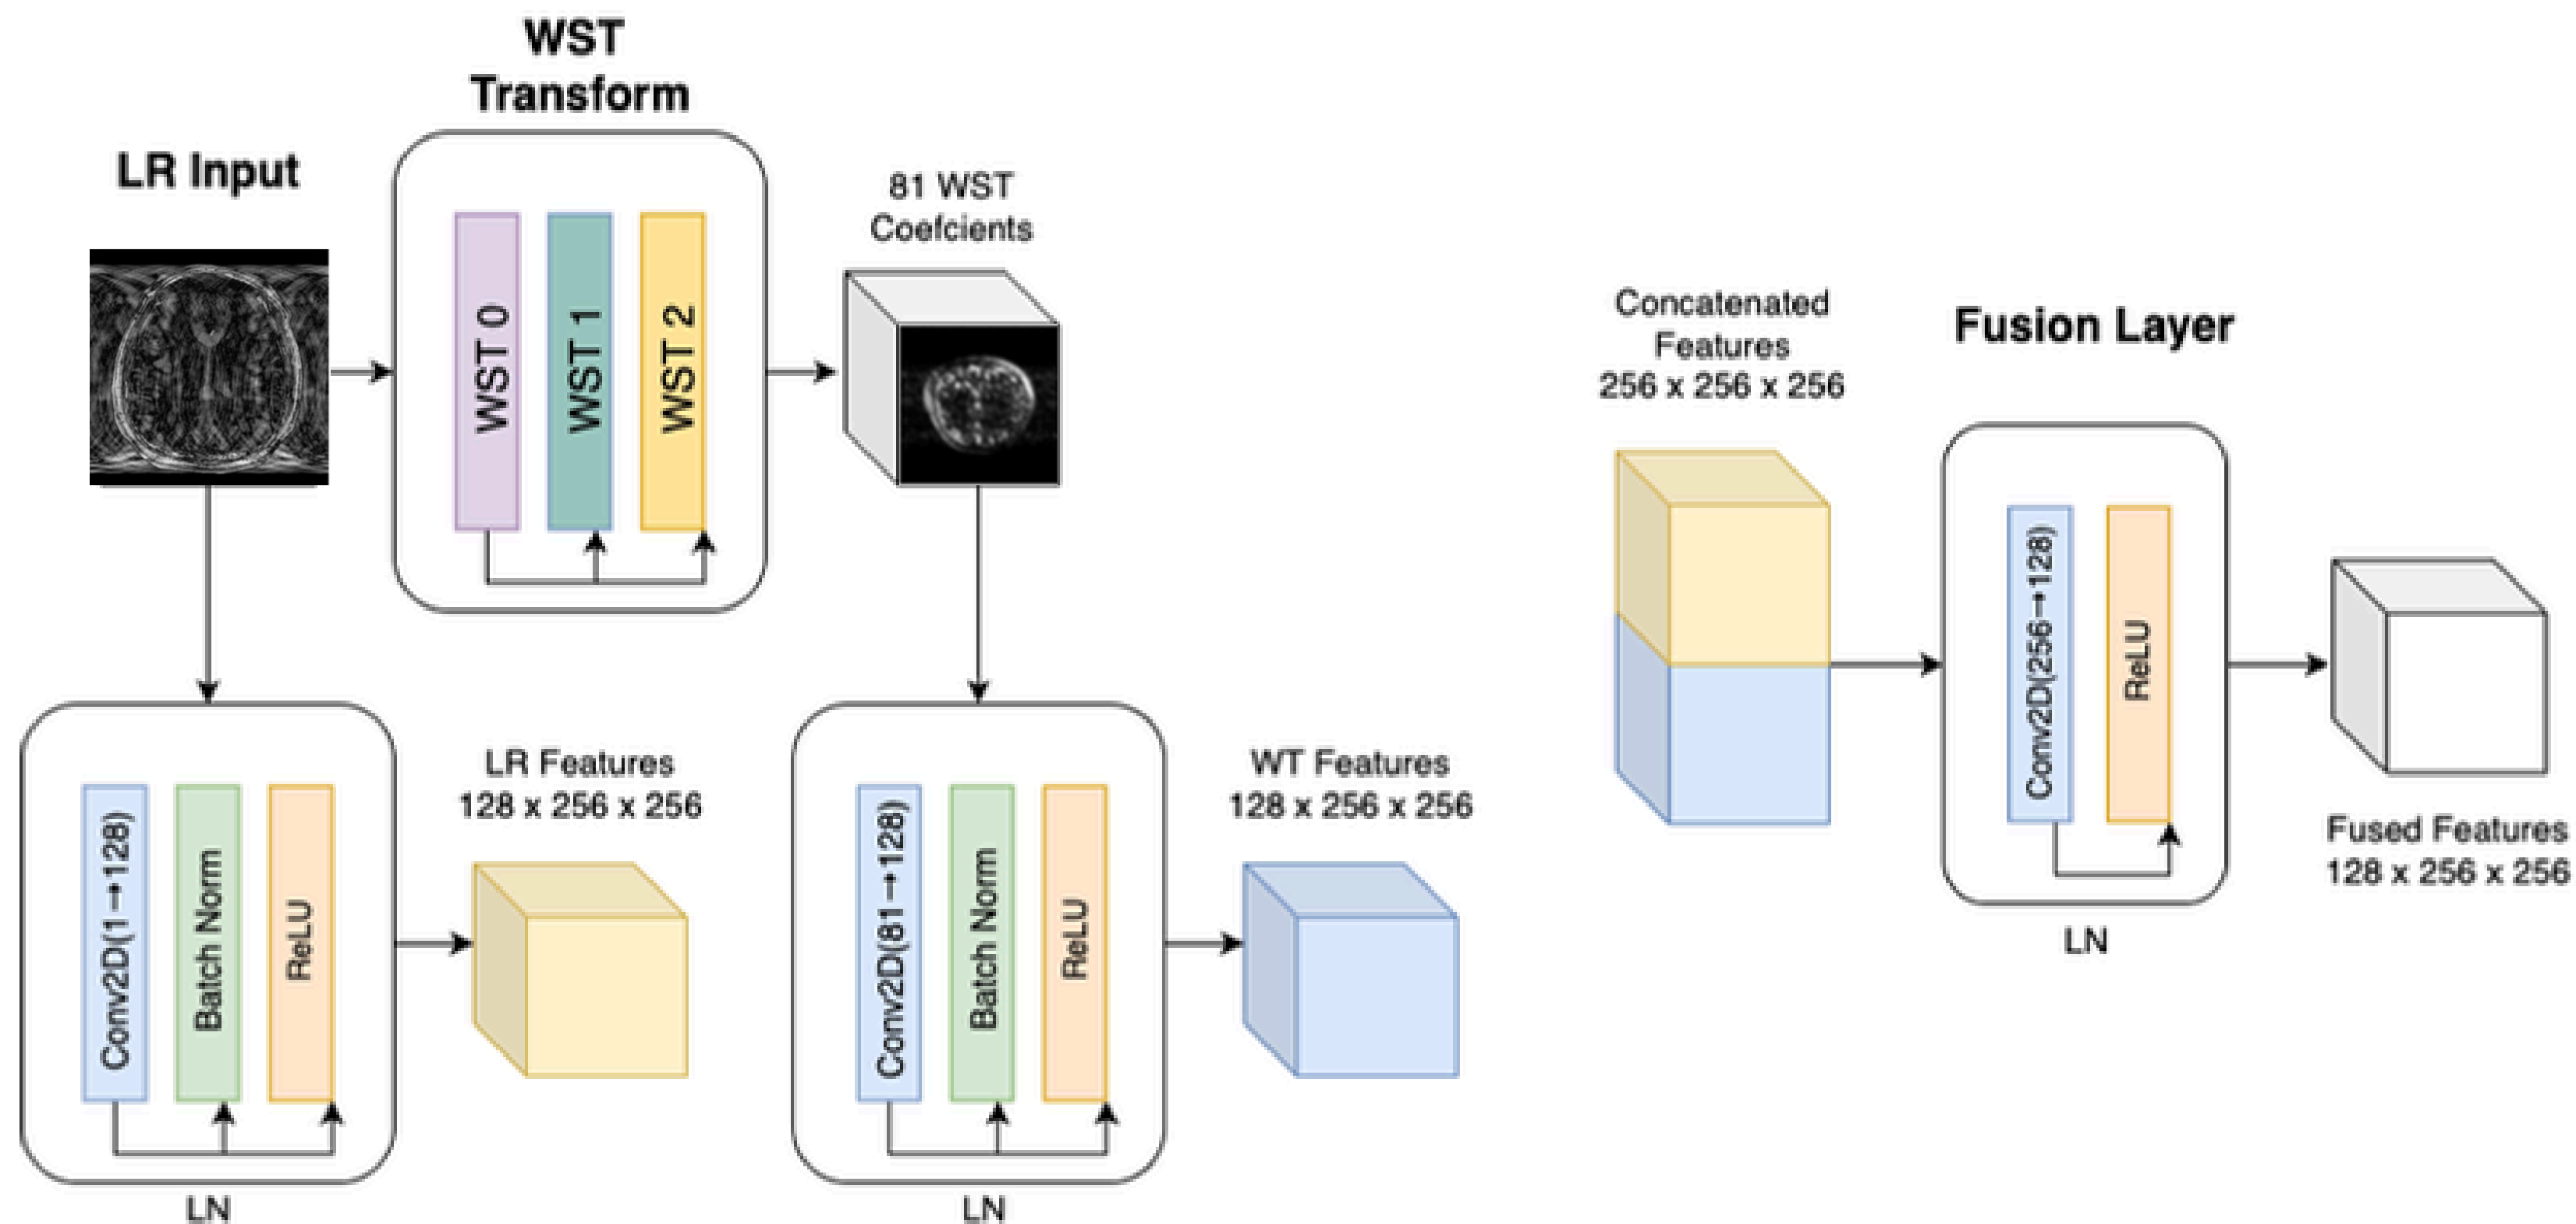 WST
Transform
LR Input
WST 0
WST 1
WST 2
81 WST
Coefcients
Conv2D(1→128)
Batch Norm
ReLU
LN
LR Features
128 x 256 x 256
Conv2D(81→128)
Batch Norm
ReLU
LN
WT Features
128 x 256 x 256
Concatenated
Features
256 x 256 x 256
Fusion Layer
Conv2D(256→128)
ReLU
LN
Fused Features
128 x 256 x 256